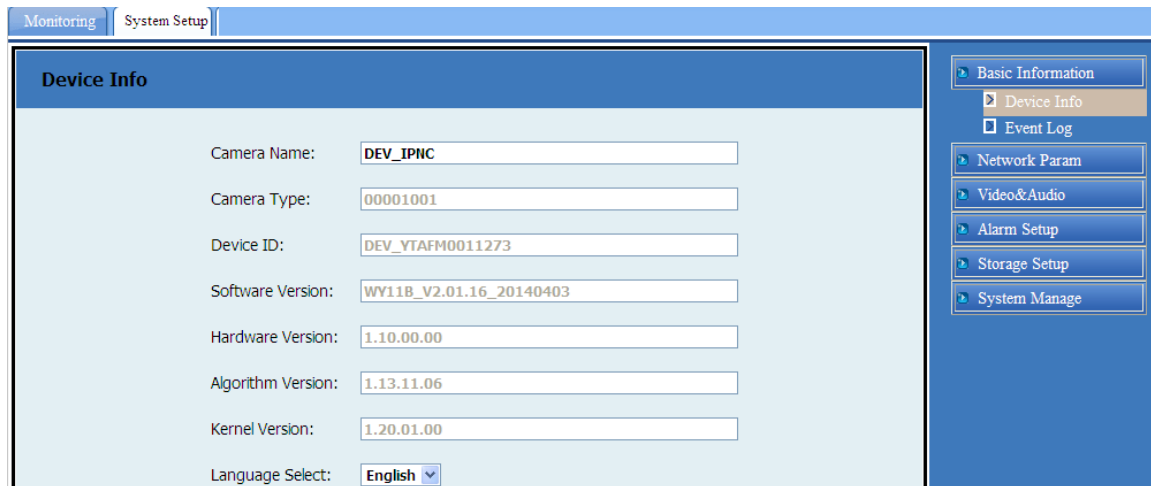 Monitoring System Setup
Device Info
Camera Name: DEV_IPNC
Camera Type: 00001001
Device ID: DEV_YTAFM0011273
Software Version: WY11B_V2.01.16_20140403
Hardware Version: 1.10.00.00
Algorithm Version: 1.13.11.06
Kernel Version: 1.20.01.00
Language Select: English
Basic Information
Device Info
Event Log
Network Param
Video&Audio
Alarm Setup
Storage Setup
System Manage